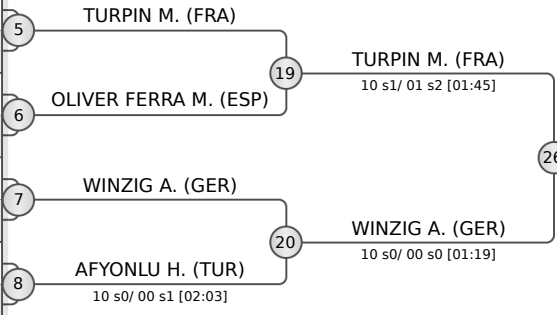 TURPIN M. (FRA)
5
19
TURPIN M. (FRA)
10 s1/ 01 s2 [01:45]
OLIVER FERRA M. (ESP)
6
26
WINZIG A. (GER)
7
20
WINZIG A. (GER)
10 s0/ 00 s0 [01:19]
AFYONLU H. (TUR)
8
10 s0/ 00 s1 [02:03]